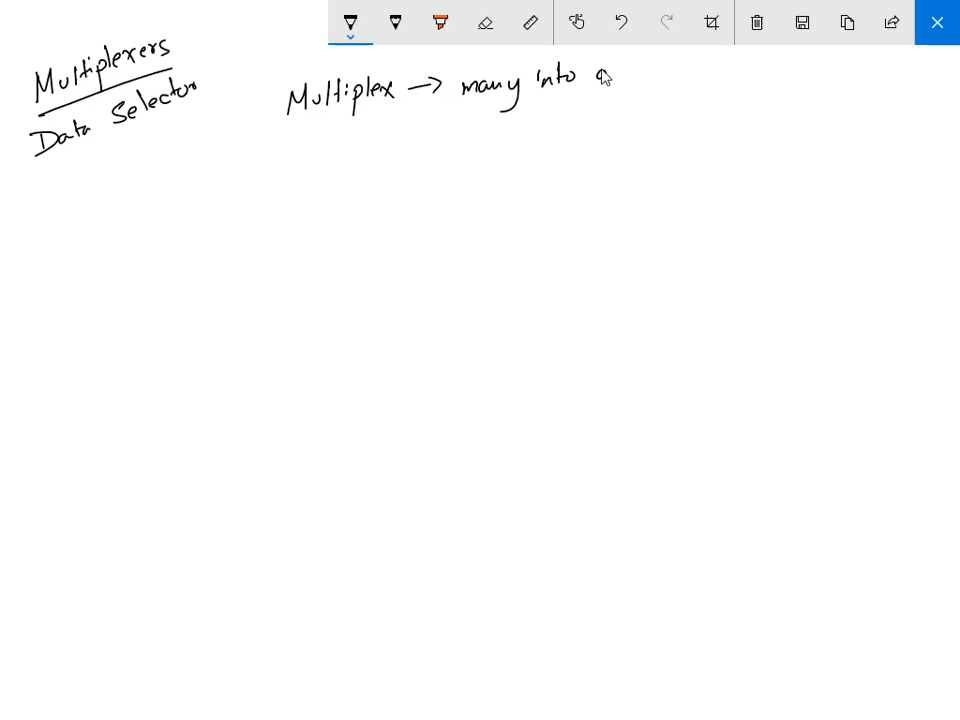 Multiplexers
Data Selector
Multiplex → many into